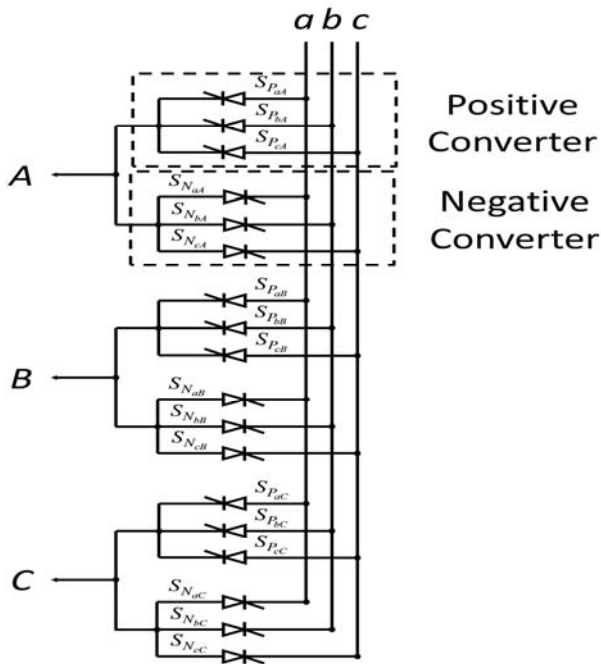 a b c
S_{P_{aA}}
S_{P_{bA}}
S_{P_{cA}}
Positive
Converter
A
S_{N_{aA}}
S_{N_{bA}}
S_{N_{cA}}
Negative
Converter
S_{P_{aB}}
S_{P_{bB}}
S_{P_{cB}}
B
S_{N_{aB}}
S_{N_{bB}}
S_{N_{cB}}
S_{P_{aC}}
S_{P_{bC}}
S_{P_{cC}}
C
S_{N_{aC}}
S_{N_{bC}}
S_{N_{cC}}